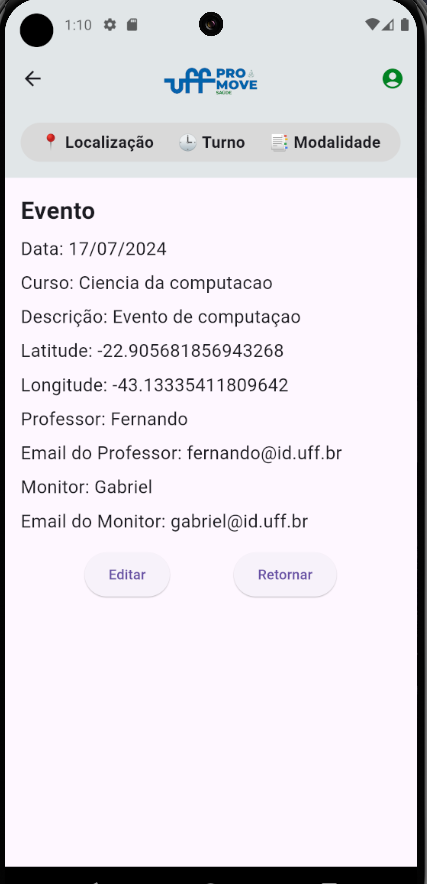 1:10
uff PRO
MOVE
SAÚDE
Localização Turno Modalidade
Evento
Data: 17/07/2024
Curso: Ciencia da computacao
Descrição: Evento de computaçao
Latitude: -22.905681856943268
Longitude: -43.13335411809642
Professor: Fernando
Email do Professor: fernando@id.uff.br
Monitor: Gabriel
Email do Monitor: gabriel@id.uff.br
Editar Retornar